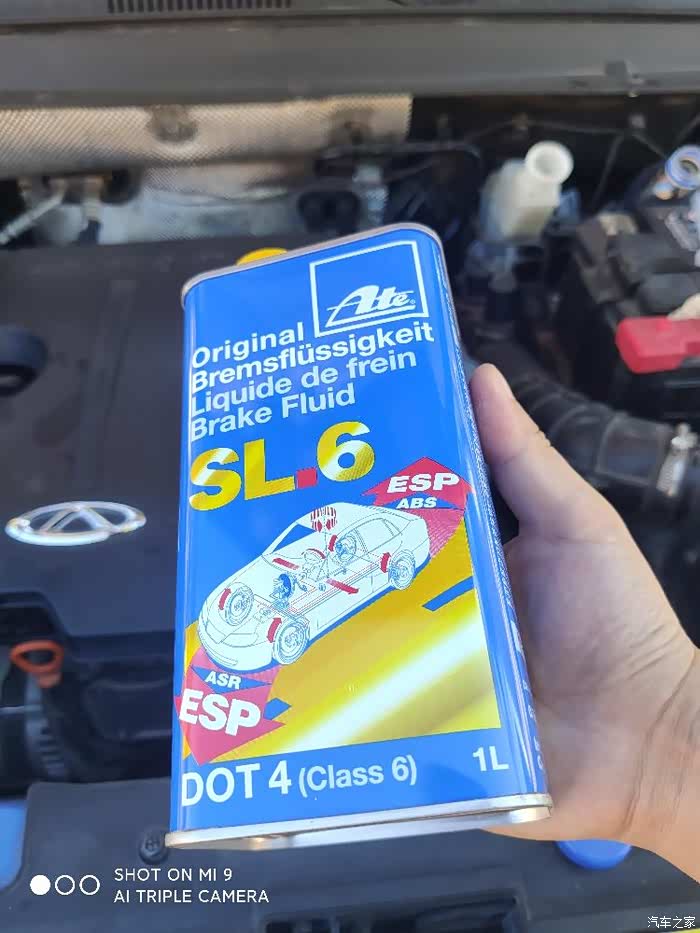 Ate
Original
Bremsflüssigkeit
Liquide de frein
Brake Fluid
SL.6
ESP
ABS
ASR
ESP
DOT 4 (Class 6)
1L
SHOT ON MI 9
AI TRIPLE CAMERA
汽车之家